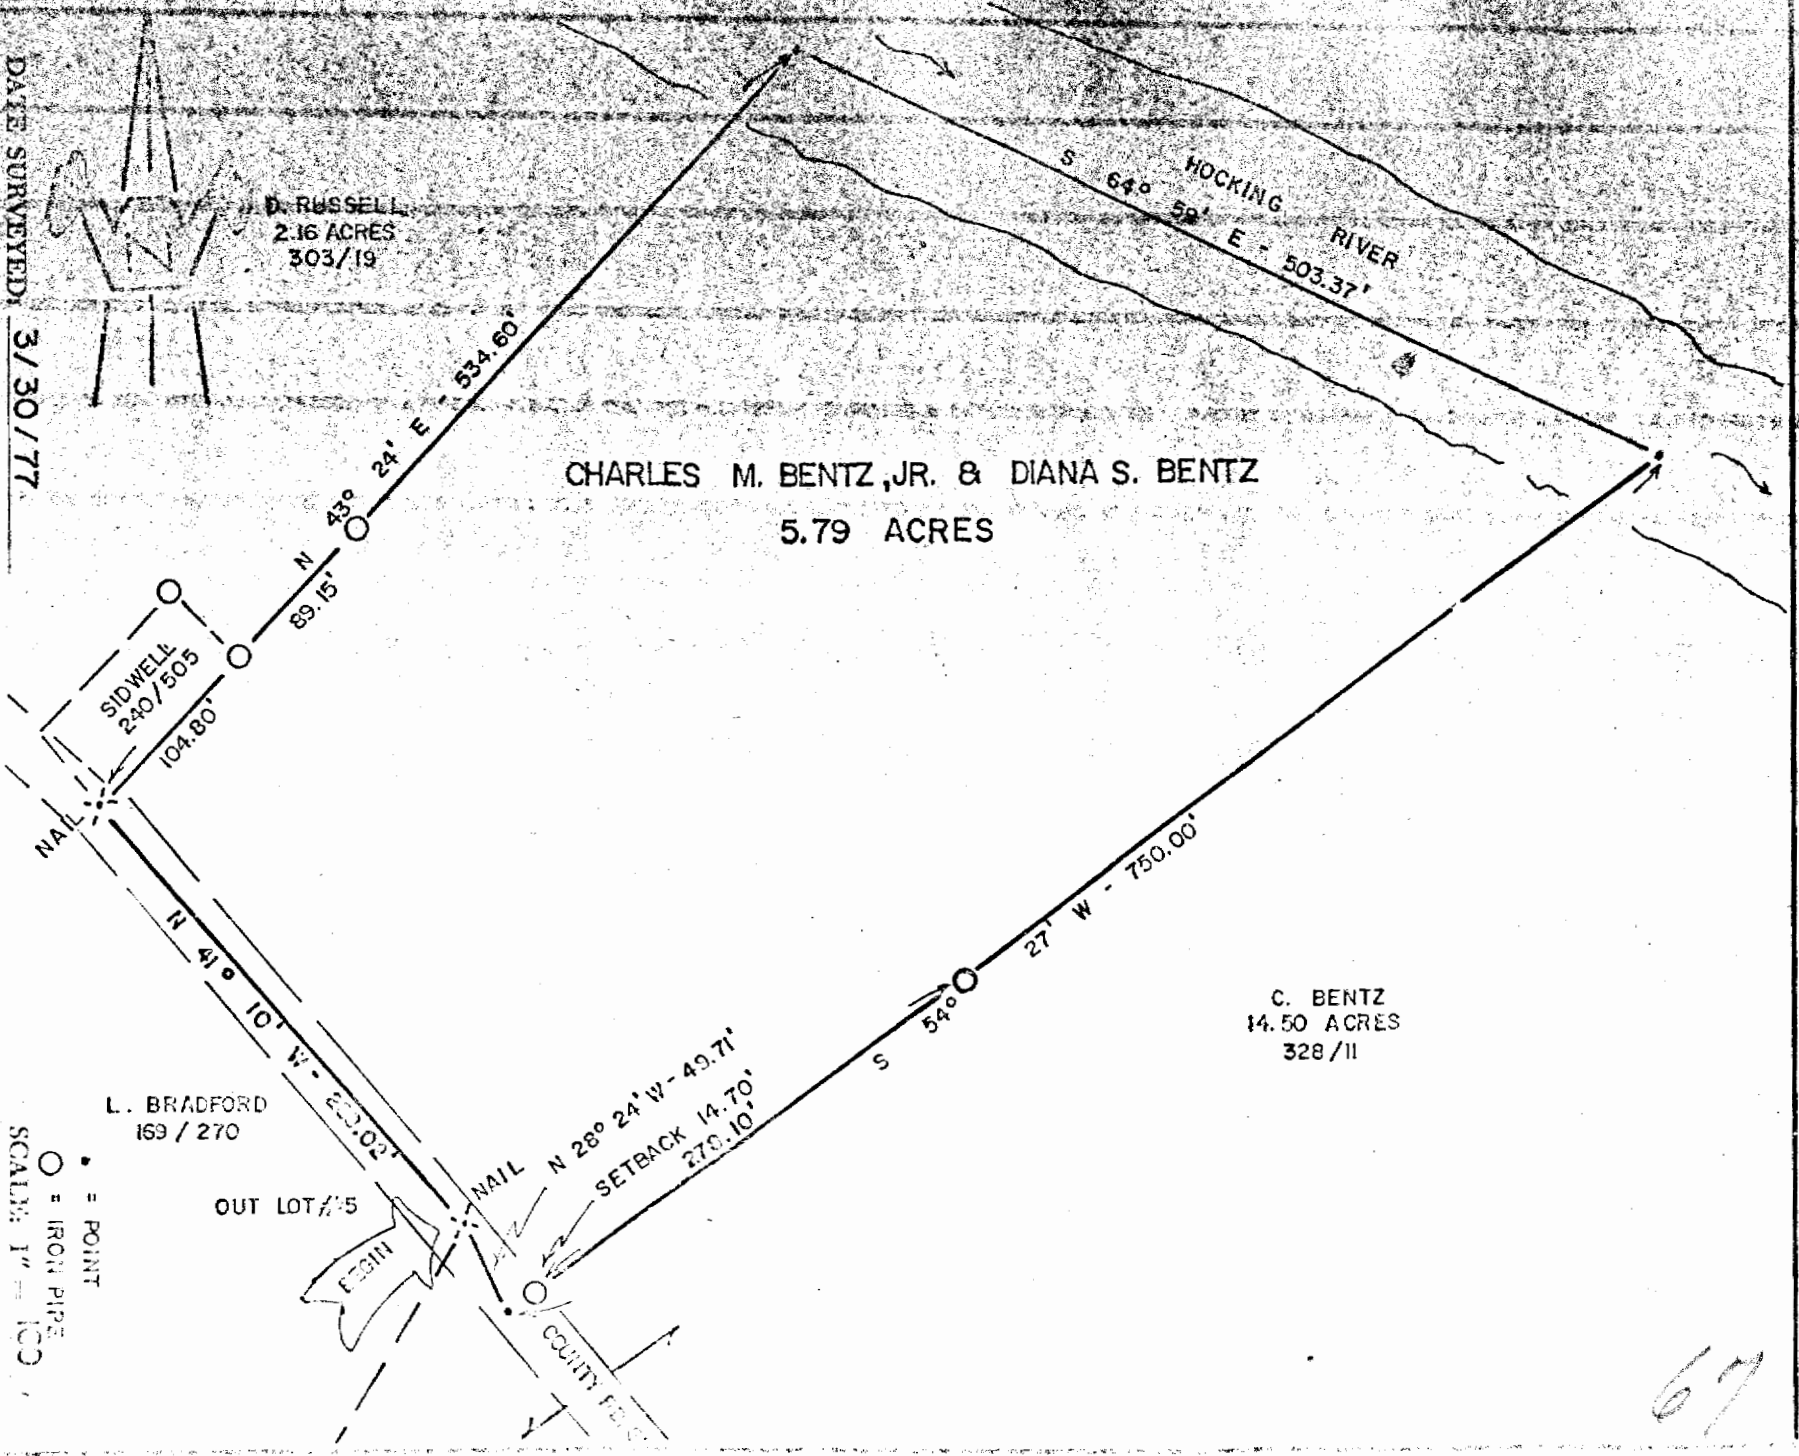 DATE SURVEYED: 3/30/77
N
D. RUSSELL
2.16 ACRES
303/19
HOCKING RIVER
S 64° 59' E - 503.37'
N 43° 24' E - 534.60'
89.15'
104.80'
CHARLES M. BENTZ, JR. & DIANA S. BENTZ
5.79 ACRES
SIDWELL
240/505
NAIL
N 41° 10' W -
S 54° 27' W - 750.00'
C. BENTZ
14.50 ACRES
328/11
N 28° 24' W - 49.71'
SETBACK 14.70'
NAIL
L. BRADFORD
169 / 270
OUT LOT
BEGIN
COUNTY
• = POINT
O = IRON PIPE
SCALE: 1" = 100
67